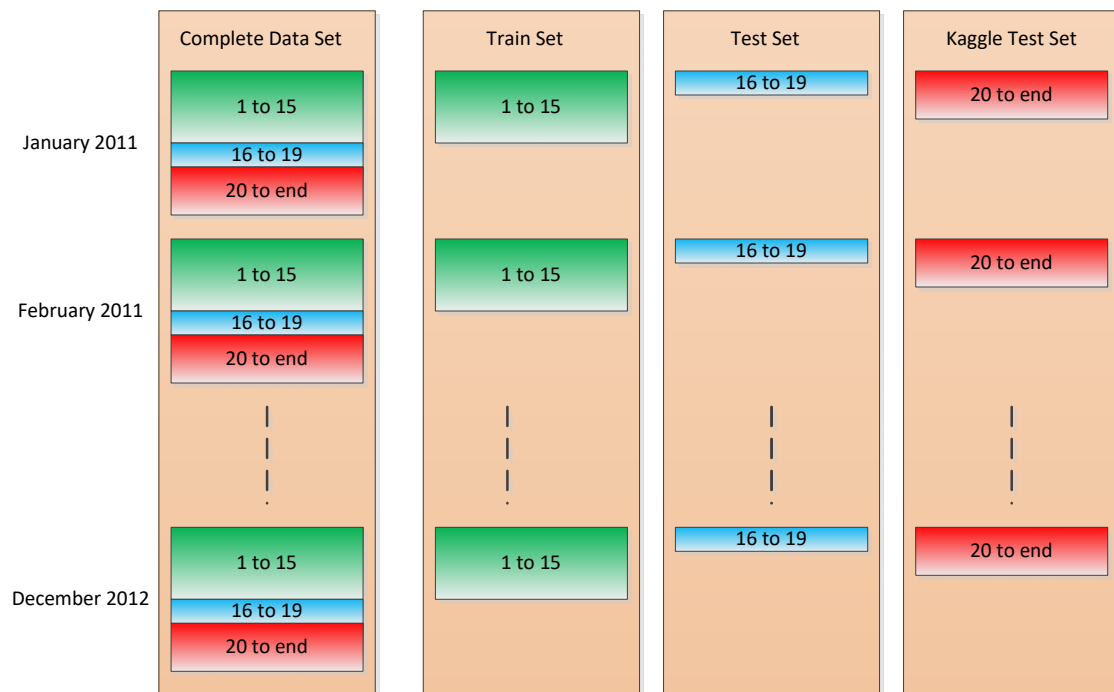 Complete Data Set
Train Set
Test Set
Kaggle Test Set
January 2011
1 to 15
16 to 19
20 to end
1 to 15
16 to 19
20 to end
February 2011
1 to 15
16 to 19
20 to end
1 to 15
16 to 19
20 to end
December 2012
1 to 15
16 to 19
20 to end
1 to 15
16 to 19
20 to end